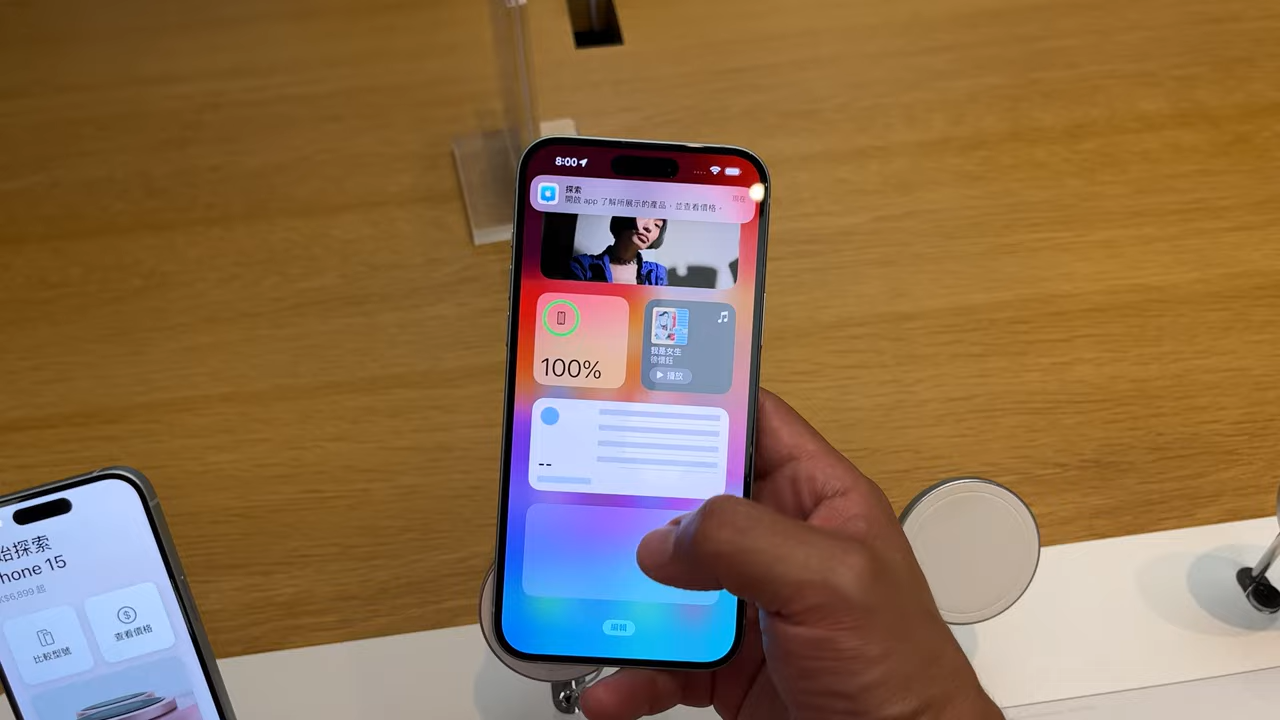 8:00
探索
現在
開啟 app 了解所展示的產品，並查看價格。
100%
我是女生
徐懷鈺
播放
--
編輯
始探索
hone 15
$6,899 起
比較型號
查看價格